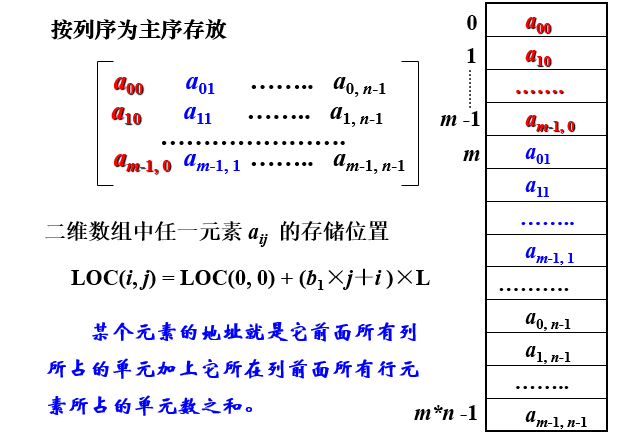 按列序为主序存放
a00 a01 …….. a0, n-1
a10 a11 …….. a1, n-1
………………….
am-1, 0 am-1, 1 …….. am-1, n-1
二维数组中任一元素 aij 的存储位置
LOC(i, j) = LOC(0, 0) + (b1×j＋i )×L
某个元素的地址就是它前面所有列
所占的单元加上它所在列前面所有行元
素所占的单元数之和。
0 a00
1 a10
…….
m -1 am-1, 0
m a01
a11
……..
am-1, 1
……….
a0, n-1
a1, n-1
……..
m*n -1 am-1, n-1